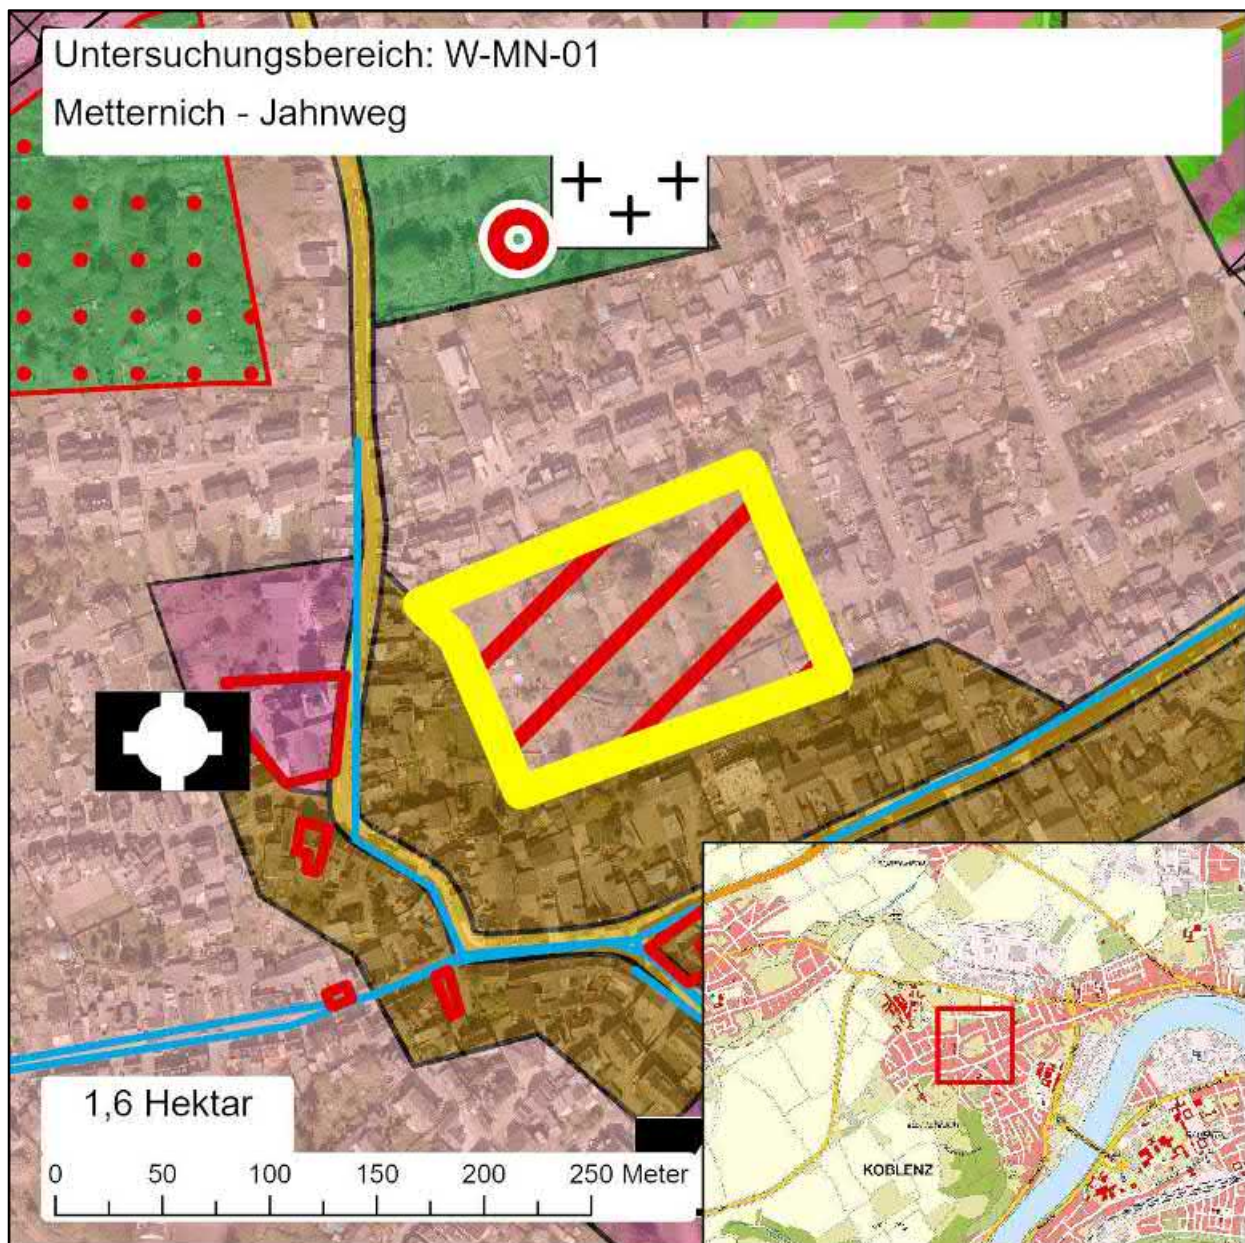 Untersuchungsbereich: W-MN-01
Metternich - Jahnweg
1,6 Hektar
0 50 100 150 200 250 Meter
KOBLENZ